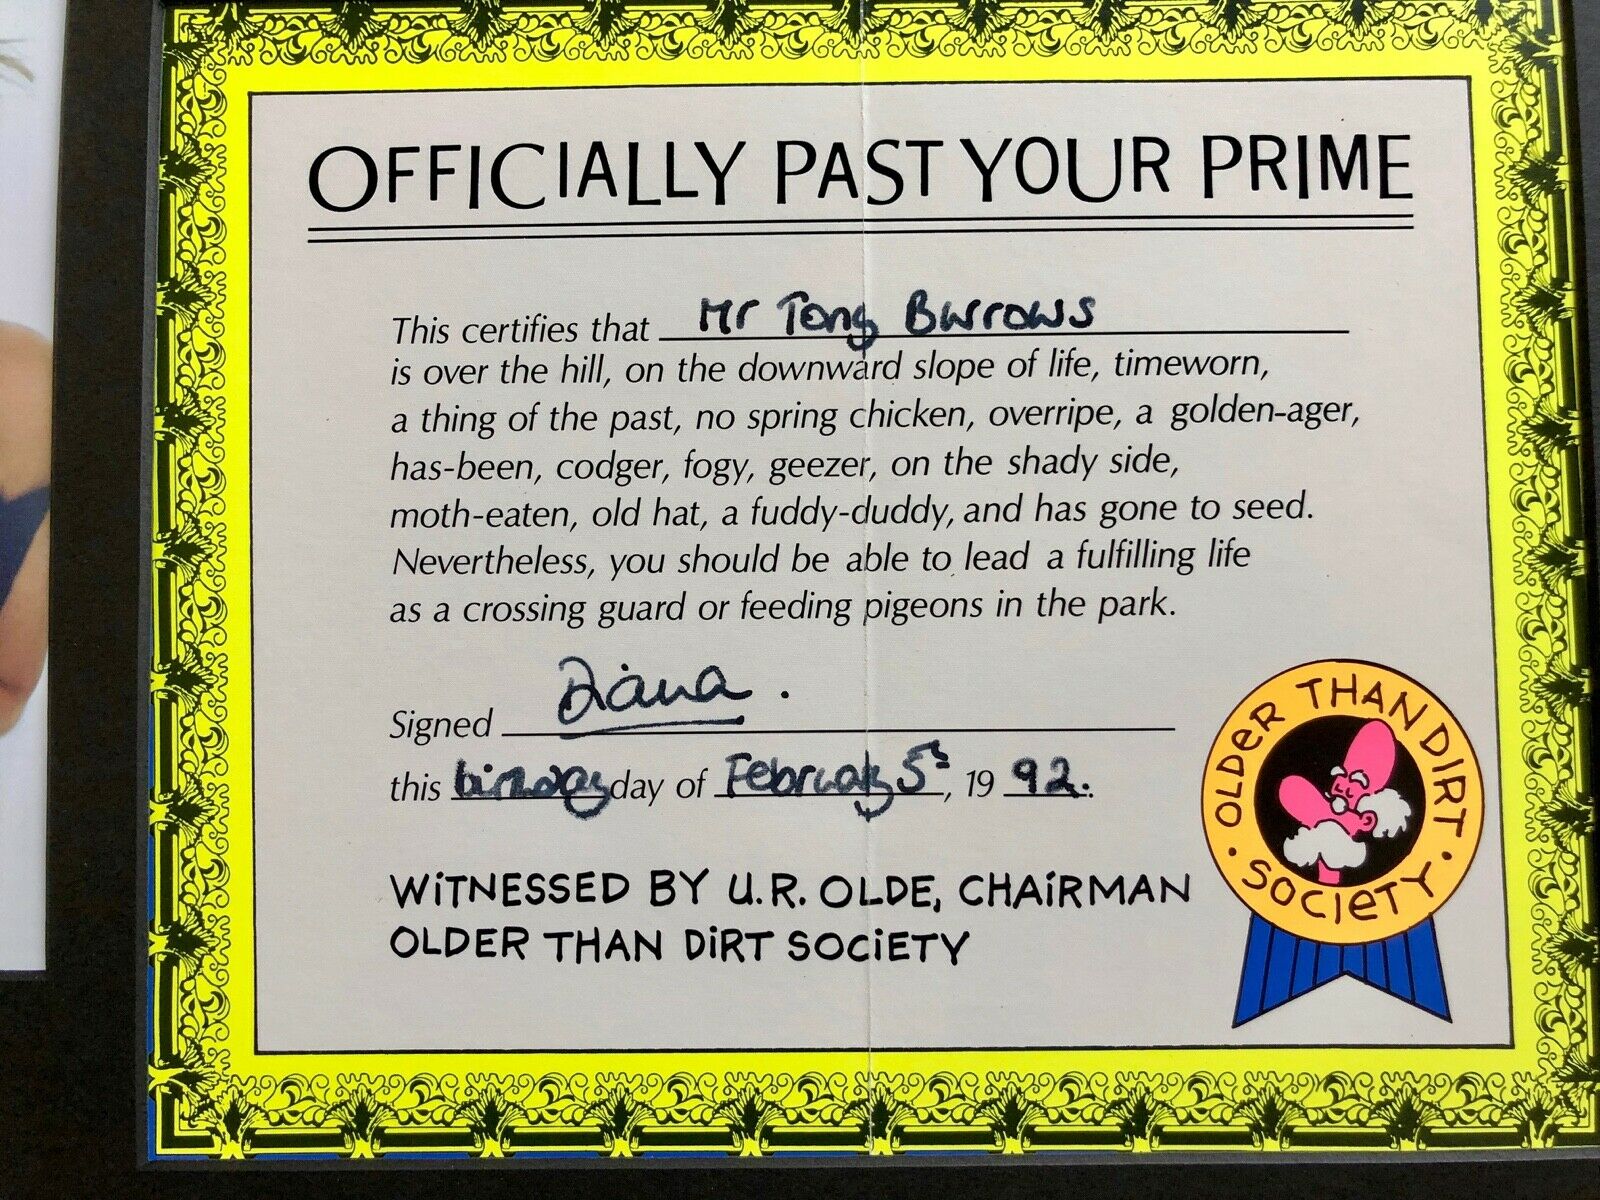 OFFICIALLY PAST YOUR PRIME
This certifies that Mr Tony Burrows
is over the hill, on the downward slope of life, timeworn,
a thing of the past, no spring chicken, overripe, a golden-ager,
has-been, codger, fogy, geezer, on the shady side,
moth-eaten, old hat, a fuddy-duddy, and has gone to seed.
Nevertheless, you should be able to lead a fulfilling life
as a crossing guard or feeding pigeons in the park.
Signed Diana.
this birthday day of February 5th, 1992.
WITNESSED BY U.R. OLDE, CHAIRMAN
OLDER THAN DIRT SOCIETY
OLDER THAN DIRT
• SOCIETY •